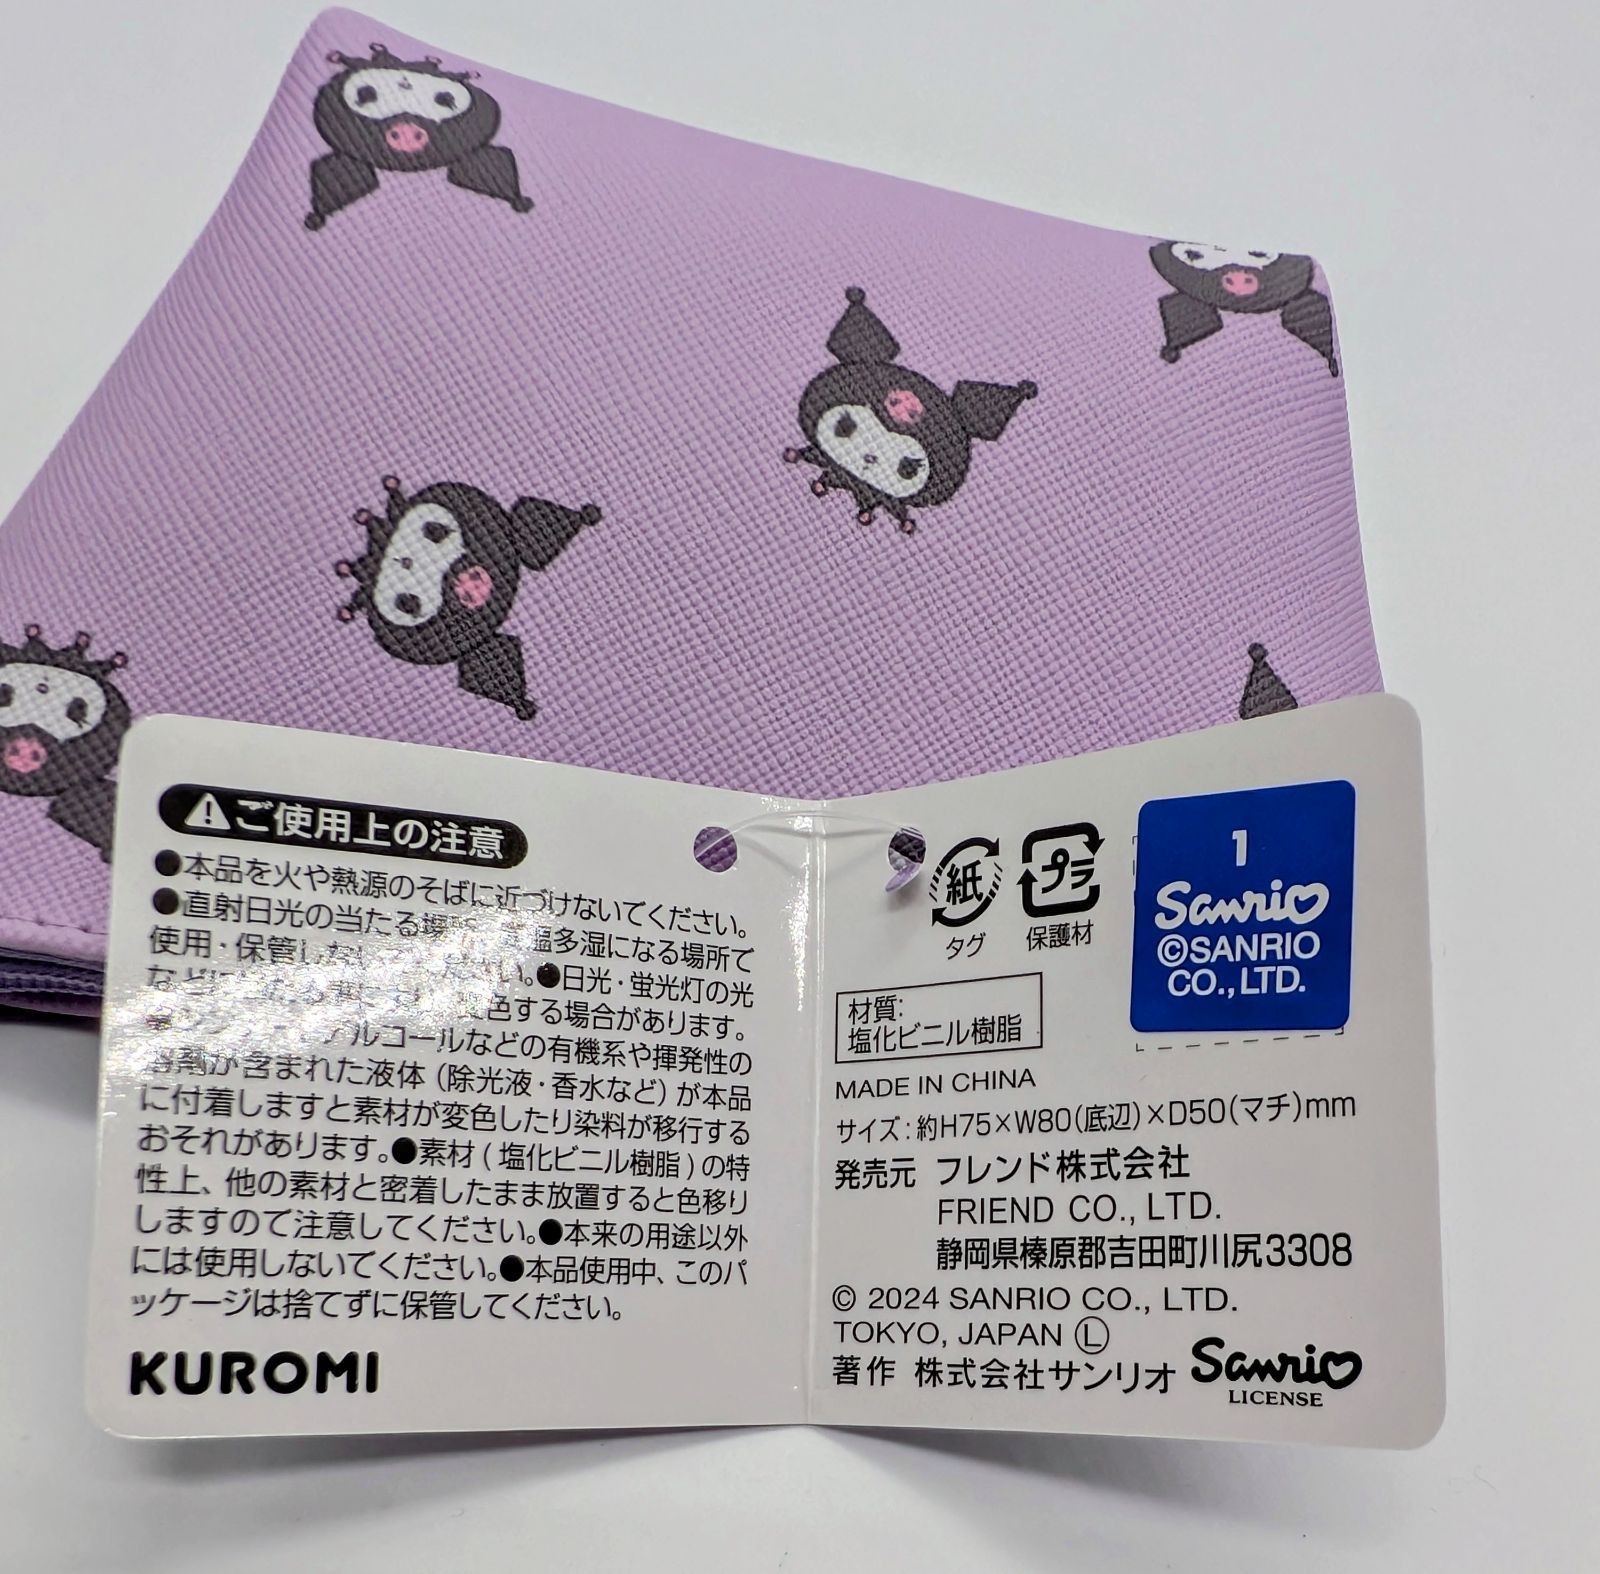 ご使用上の注意
●本品を火や熱源のそばに近づけないでください。
●直射日光の当たる場所 温多湿になる場所で
使用・保管しない ください。●日光・蛍光灯の光
などに 色する場合があります。
アルコールなどの有機系や揮発性の
溶剤が含まれた液体(除光液・香水など)が本品
に付着しますと素材が変色したり染料が移行する
おそれがあります。●素材(塩化ビニル樹脂)の特
性上、他の素材と密着したまま放置すると色移り
しますので注意してください。●本来の用途以外
には使用しないでください。●本品使用中、このパ
ッケージは捨てずに保管してください。
KUROMI
紙
タグ
プラ
保護材
1
Sanrio
©SANRIO
CO.,LTD.
材質:
塩化ビニル樹脂
MADE IN CHINA
サイズ:約H75×W80(底辺)×D50(マチ)mm
発売元 フレンド株式会社
FRIEND CO., LTD.
静岡県榛原郡吉田町川尻3308
© 2024 SANRIO CO., LTD.
TOKYO, JAPAN Ⓛ
著作 株式会社サンリオ
Sanrio
LICENSE